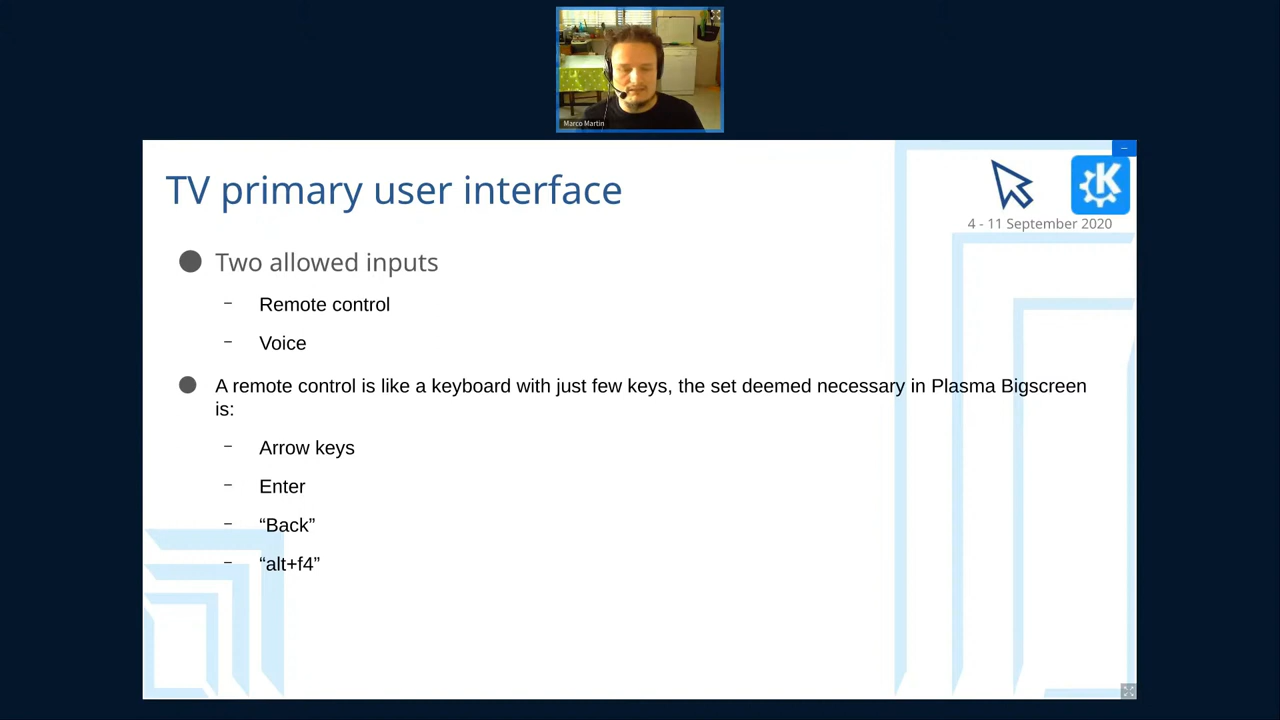 Marco Martin
TV primary user interface
4 - 11 September 2020
Two allowed inputs
– Remote control
– Voice
A remote control is like a keyboard with just few keys, the set deemed necessary in Plasma Bigscreen
is:
– Arrow keys
– Enter
– “Back”
– “alt+f4”